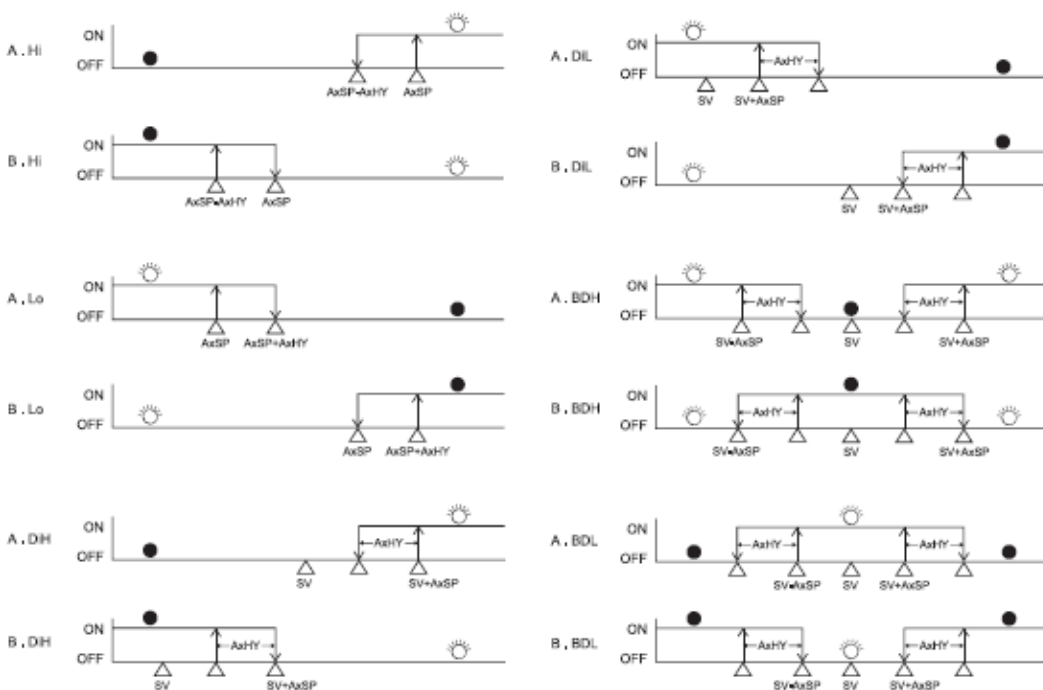 A.Hi
ON
OFF
AxSP-AxHY AxSP
B.Hi
ON
OFF
AxSP-AxHY AxSP
A.Lo
ON
OFF
AxSP AxSP+AxHY
B.Lo
ON
OFF
AxSP AxSP+AxHY
A.DiH
ON
OFF
AxHY
SV SV+AxSP
B.DiH
ON
OFF
AxHY
SV SV+AxSP
A.DiL
ON
OFF
AxHY
SV SV+AxSP
B.DiL
ON
OFF
AxHY
SV SV+AxSP
A.BDH
ON
OFF
AxHY AxHY
SV-AxSP SV SV+AxSP
B.BDH
ON
OFF
AxHY AxHY
SV-AxSP SV SV+AxSP
A.BDL
ON
OFF
AxHY AxHY
SV-AxSP SV SV+AxSP
B.BDL
ON
OFF
AxHY AxHY
SV-AxSP SV SV+AxSP